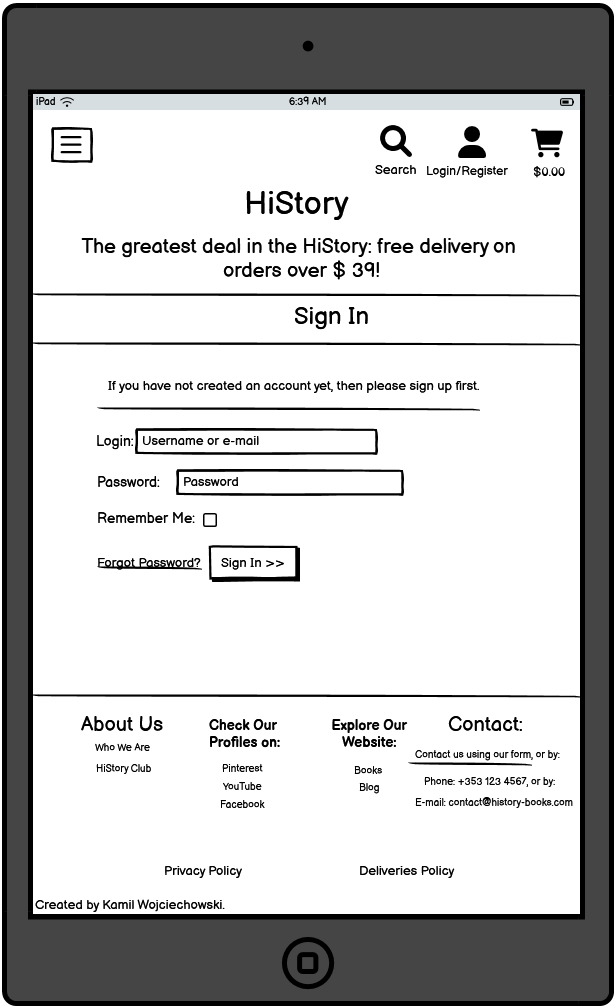 iPad 6:39 AM
Search Login/Register $0.00
HiStory
The greatest deal in the HiStory: free delivery on
orders over $ 39!
Sign In
If you have not created an account yet, then please sign up first.
Login: Username or e-mail
Password: Password
Remember Me:
Forgot Password? Sign In >>
About Us
Who We Are
HiStory Club
Check Our
Profiles on:
Pinterest
YouTube
Facebook
Explore Our
Website:
Books
Blog
Contact:
Contact us using our form, or by:
Phone: +353 123 4567, or by:
E-mail: contact@history-books.com
Privacy Policy Deliveries Policy
Created by Kamil Wojciechowski.